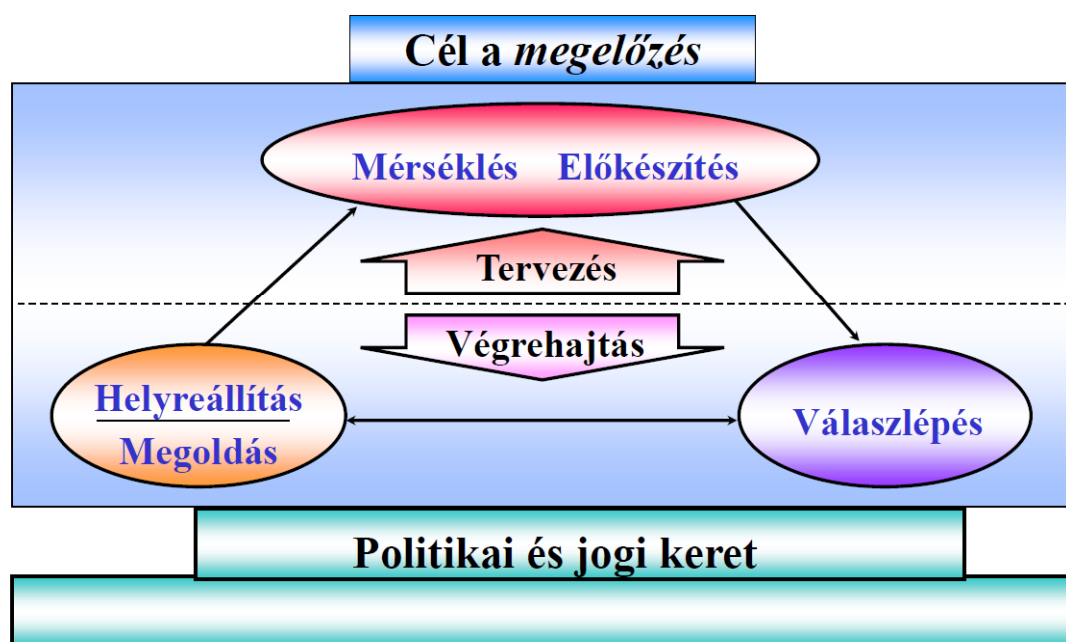 Cél a megelőzés
Mérséklés Előkészítés
Tervezés
Végrehajtás
Helyreállítás
Megoldás
Válaszlépés
Politikai és jogi keret